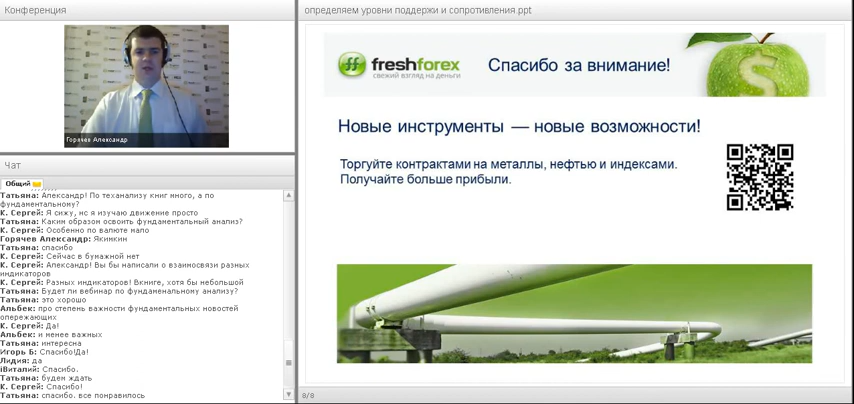 Конференция
Горячев Александр
Чат
Общий
Татьяна: Александр! По теханализу книг много, а по
фундаментальному?
К. Сергей: Я сижу, нс я изучаю движение просто
Татьяна: Каким образом освоить фундаментальный анализ?
К. Сергей: Особенно по валюте мало
Горячев Александр: Якимкин
Татьяна: спасибо
К. Сергей: Сейчас в бумажной нет
К. Сергей: Александр! Вы бы написали о взаимосвязи разных
индикаторов
К. Сергей: Разных индикаторов! Вкниге, хотя бы небольшой
Татьяна: Будет ли вебинар по фундаменальному анализу?
Татьяна: это хорошо
Альбек: про степень важности фундаментальных новостей
опережающих
К. Сергей: Да!
Альбек: и менее важных
Татьяна: интересна
Игорь Б: Спасибо!Да!
Лидия: да
iВиталий: Спасибо.
Татьяна: будем ждать
К. Сергей: Спасибо!
Татьяна: спасибо. все понравилось
определяем уровни поддержи и сопротивления.ppt
freshforex
свежий взгляд на деньги
Спасибо за внимание!
Новые инструменты — новые возможности!
Торгуйте контрактами на металлы, нефтью и индексами.
Получайте больше прибыли.
8/8